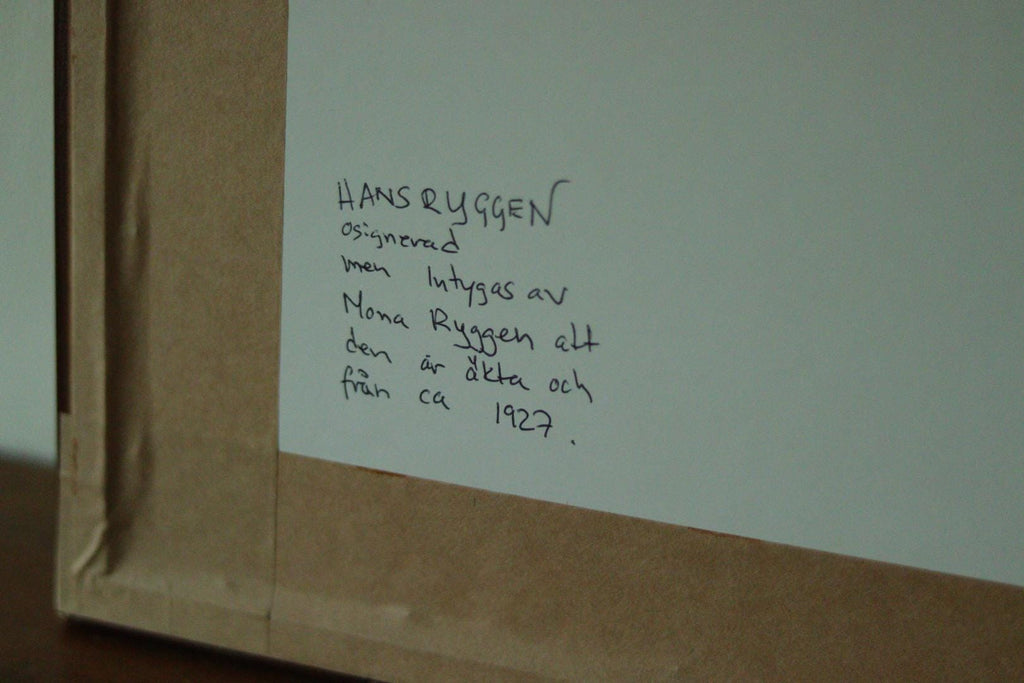 HANS RYGGEN
osignerad
men Intygas av
Mona Ryggen att
den är äkta och
från ca 1927.